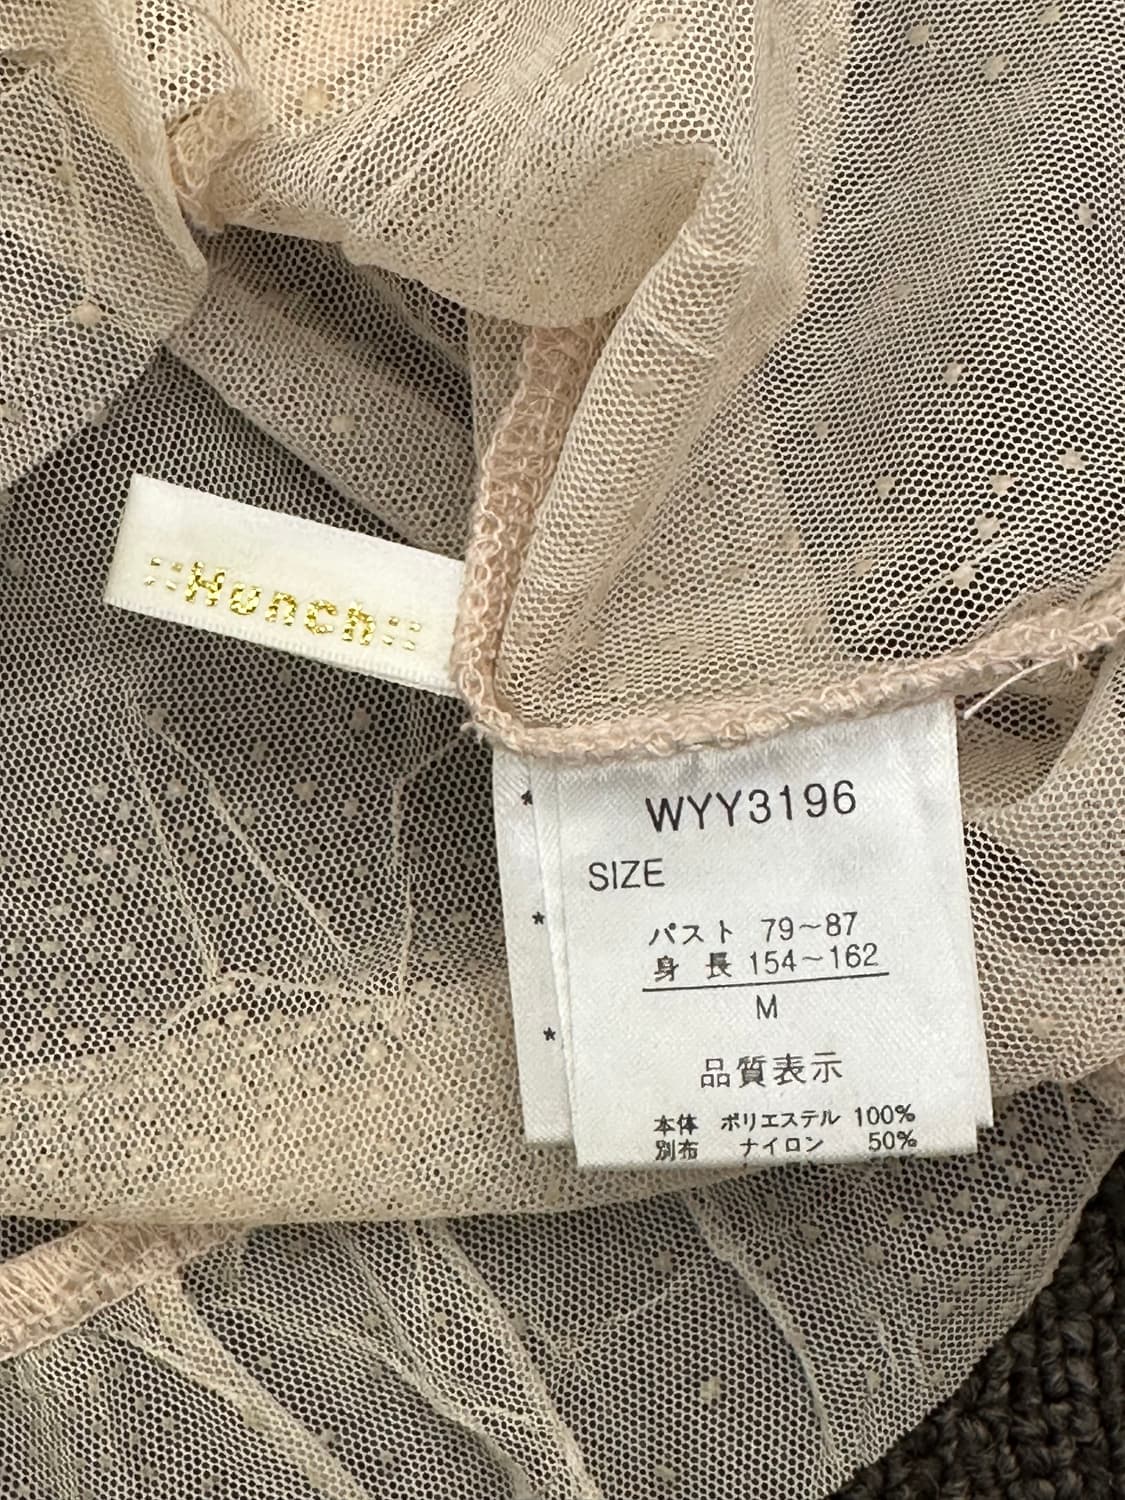 ::Hunch::
WYY3196
SIZE
バスト 79～87
身 長 154～162
M
品質表示
本体 ポリエステル 100%
別布 ナイロン 50%
*
*
*